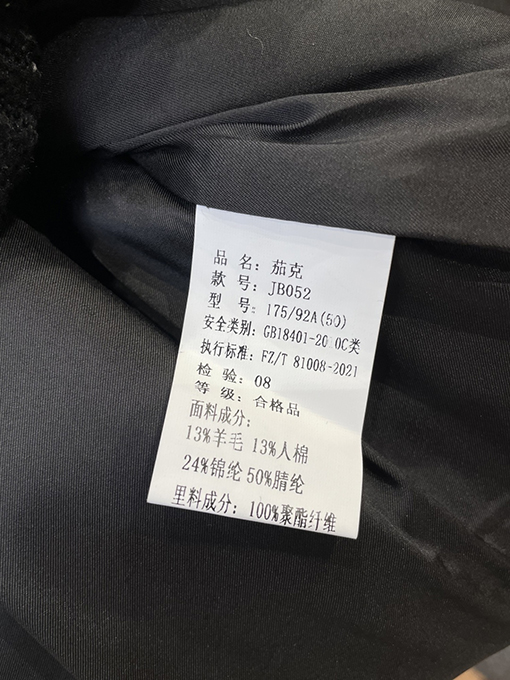 品 名：茄克
款 号：JB052
型 号：175/92A(50)
安全类别：GB18401-20 0C类
执行标准：FZ/T 81008-2021
检 验：08
等 级：合格品
面料成分：
13%羊毛 13%人棉
24%锦纶 50%腈纶
里料成分：100%聚酯纤维